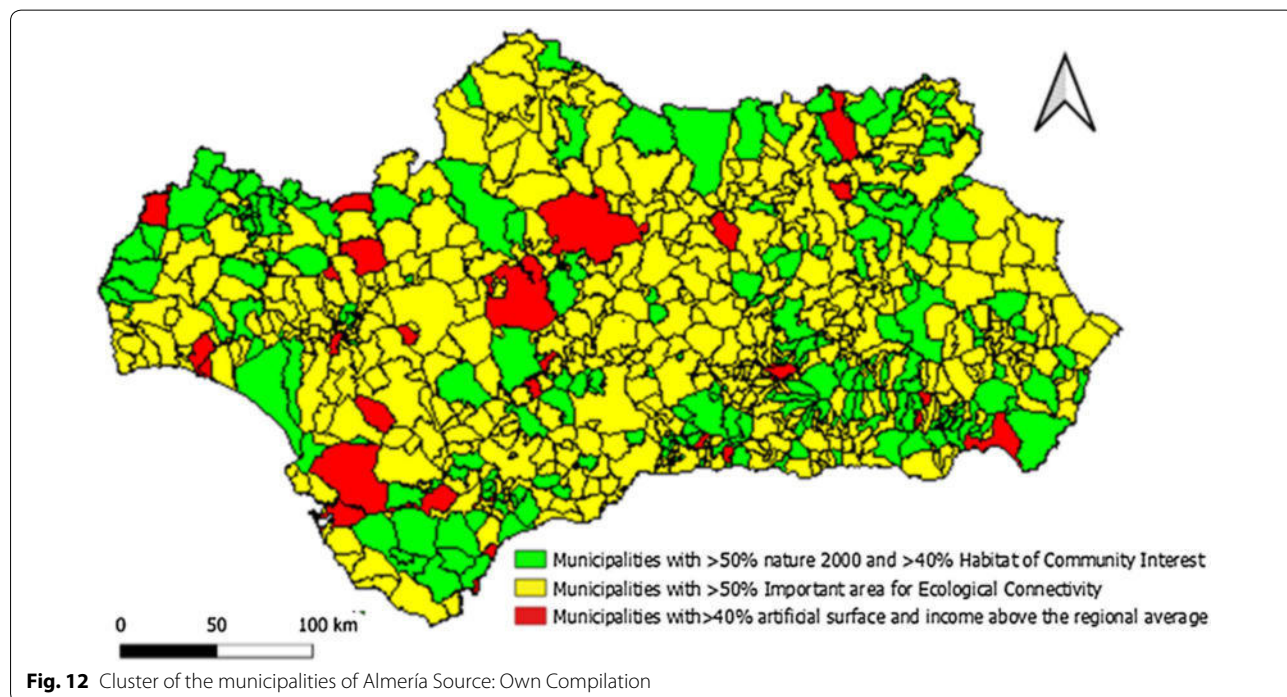 Municipalities with >50% nature 2000 and >40% Habitat of Community Interest
Municipalities with >50% Important area for Ecological Connectivity
Municipalities with>40% artificial surface and income above the regional average
0 50 100 km
Fig. 12 Cluster of the municipalities of Almería Source: Own Compilation